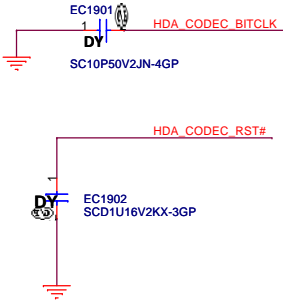 EC1901
1
HDA_CODEC_BITCLK
DY
SC10P50V2JN-4GP
HDA_CODEC_RST#
1
DY
EC1902
SCD1U16V2KX-3GP